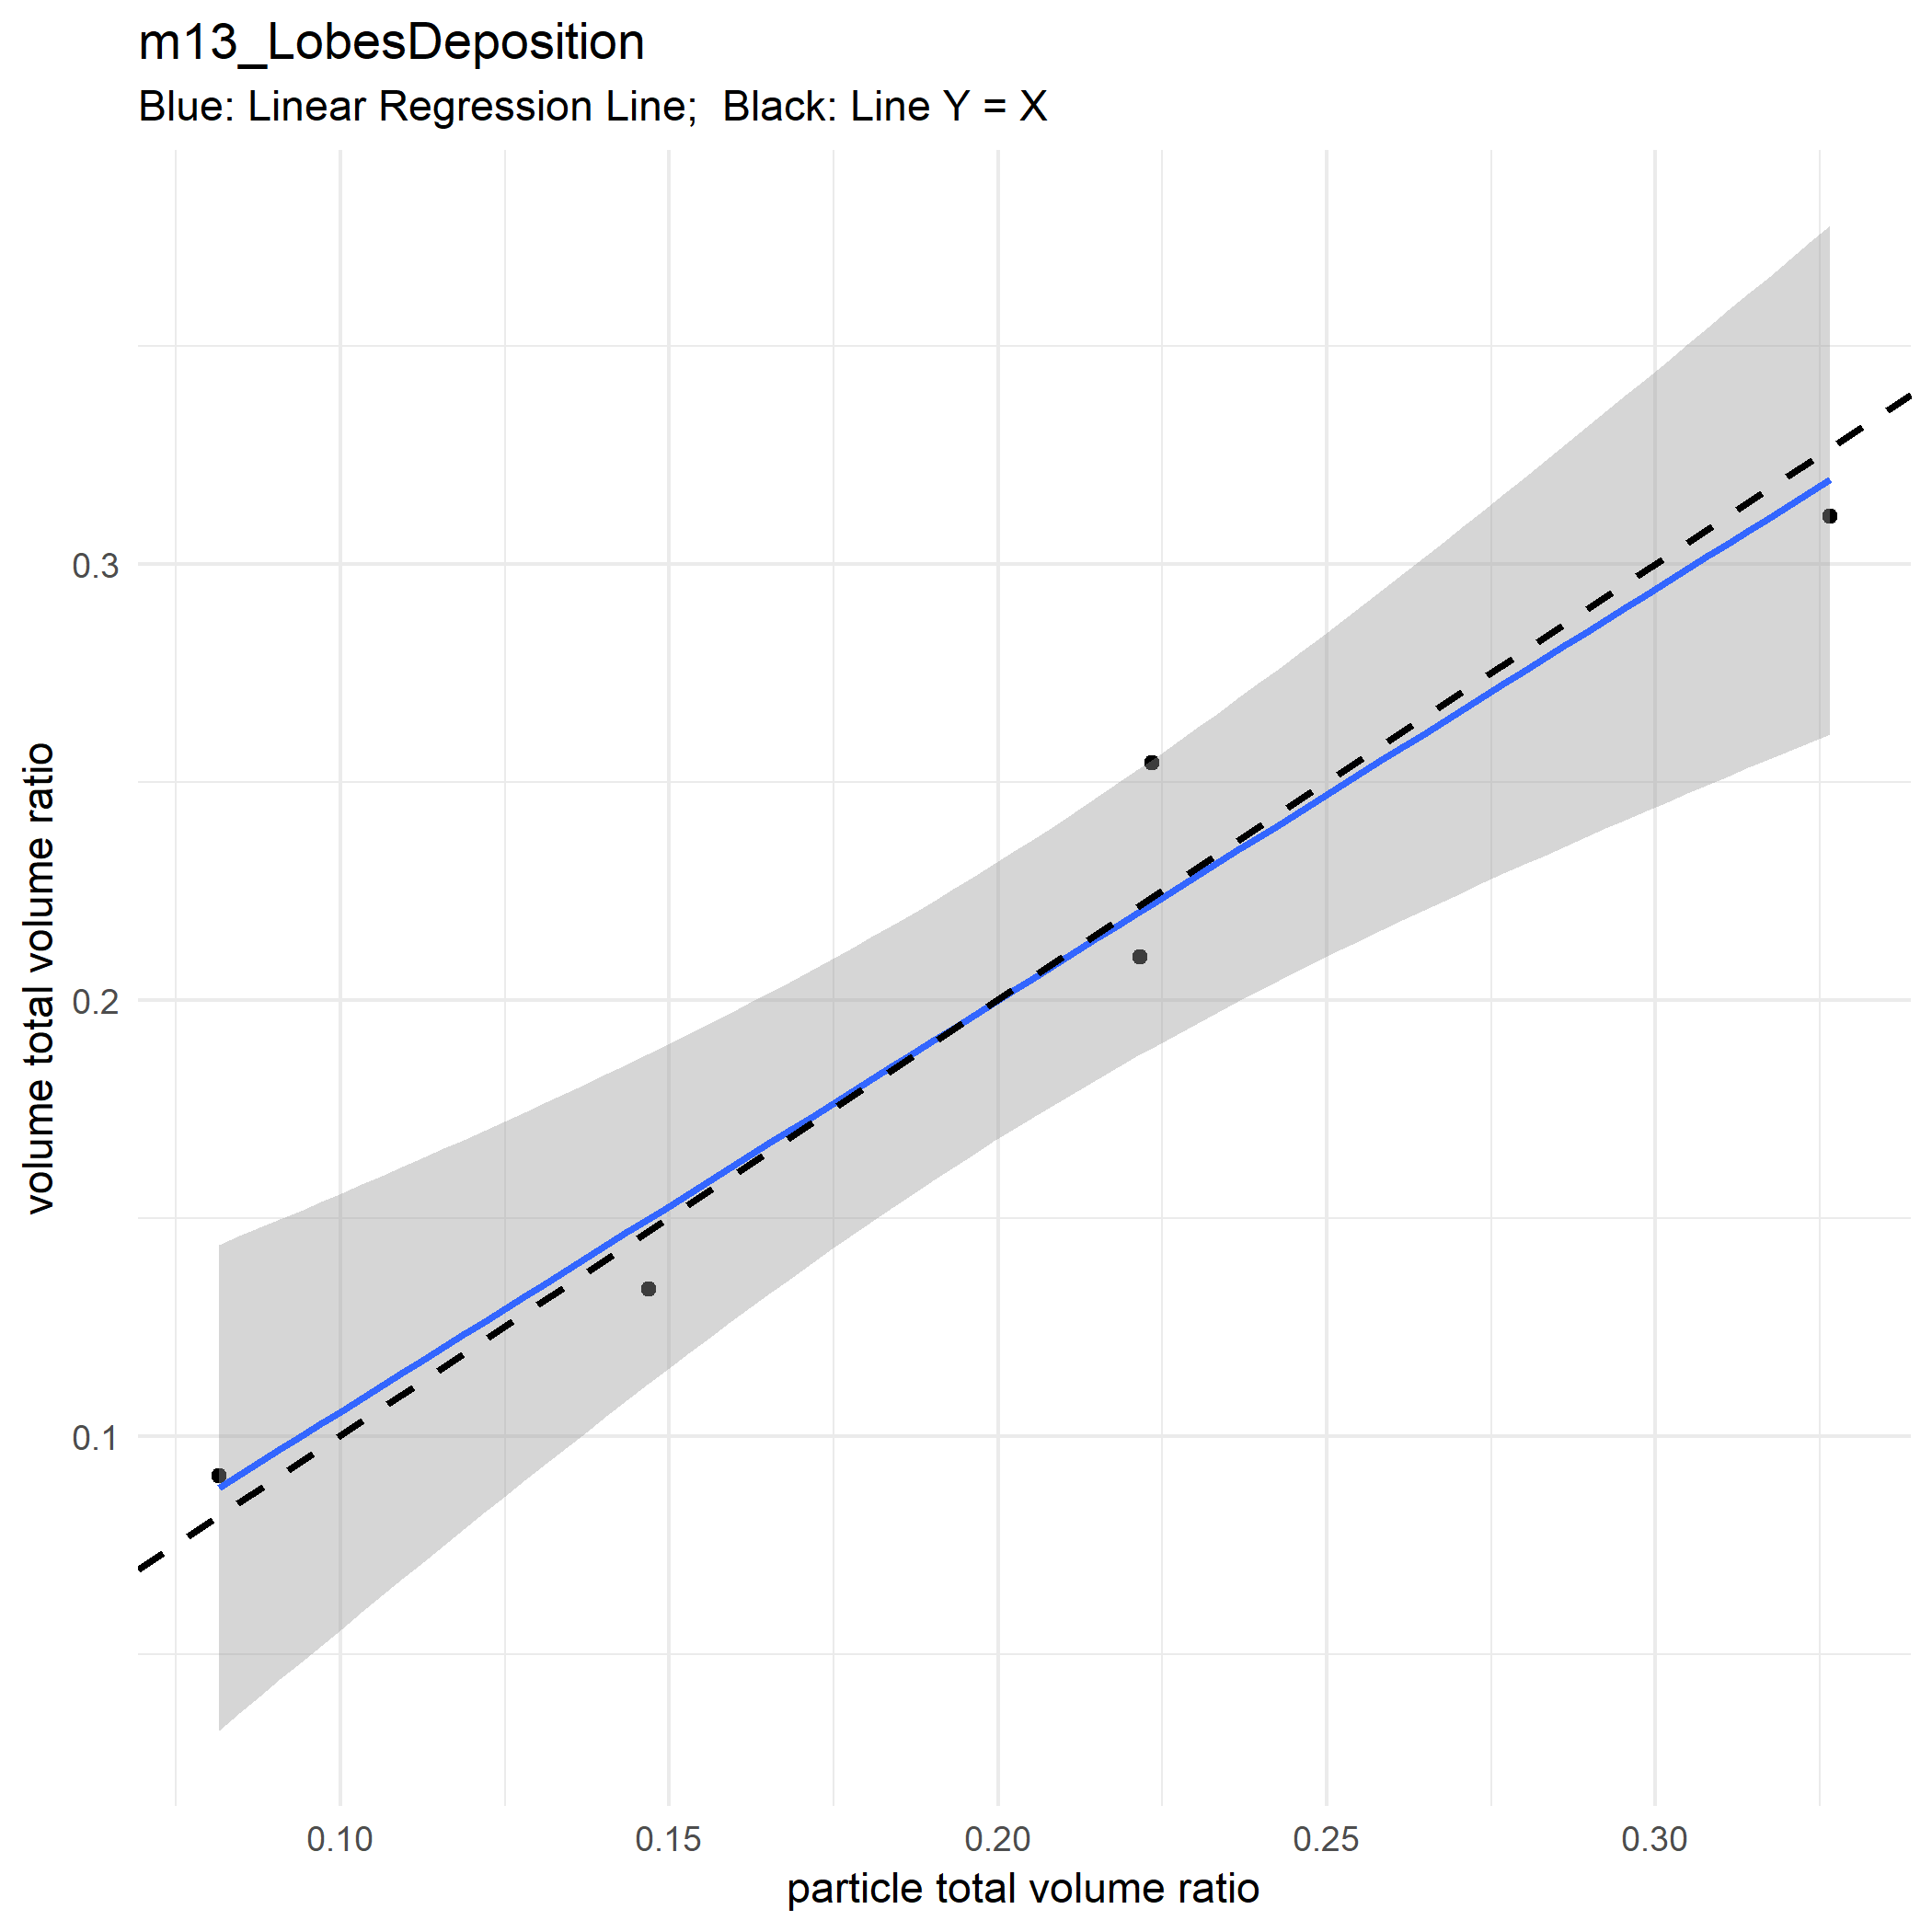 m13_LobesDeposition
Blue: Linear Regression Line;  Black: Line Y = X
volume total volume ratio
0.3
0.2
0.1
0.10
0.15
0.20
0.25
0.30
particle total volume ratio